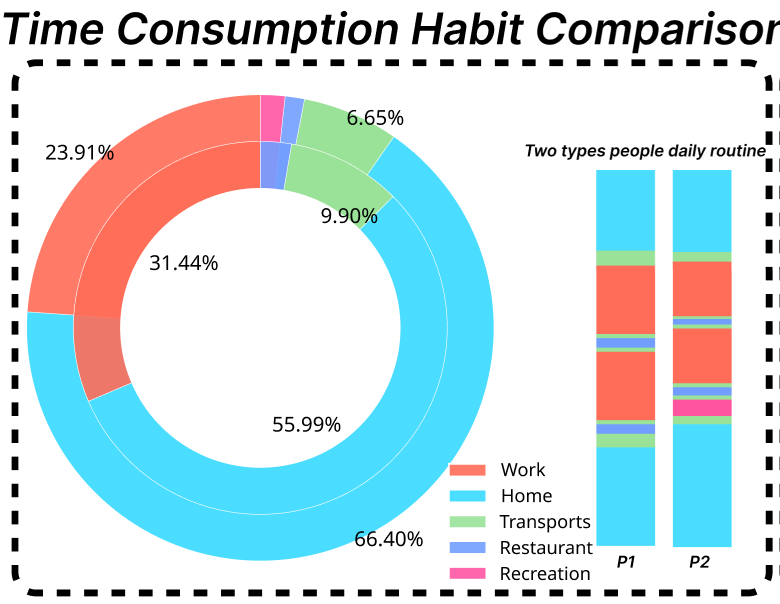 Time Consumption Habit Comparison
6.65%
23.91%
Two types people daily routine
9.90%
31.44%
55.99%
Work
Home
Transports
Restaurant
66.40%
P1 P2
Recreation